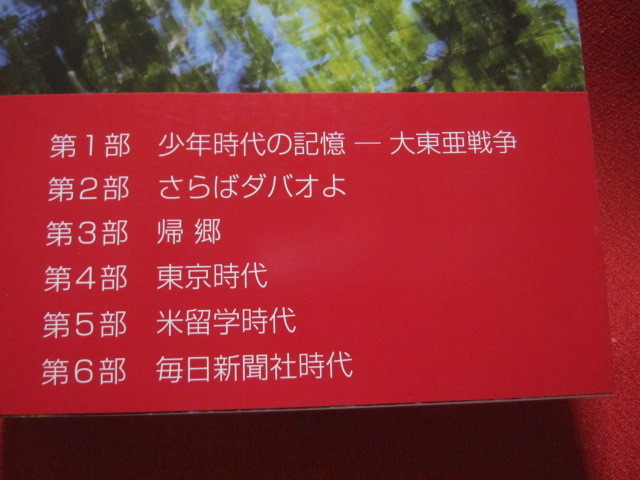 第1部 少年時代の記憶 ― 大東亜戦争
第2部 さらばダバオよ
第3部 帰 郷
第4部 東京時代
第5部 米留学時代
第6部 毎日新聞社時代